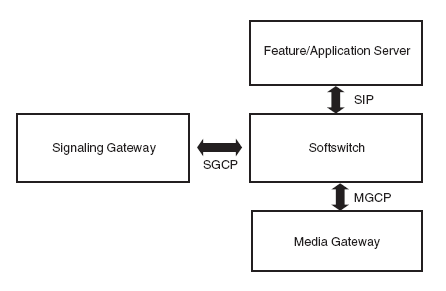 Feature/Application Server
SIP
Signaling Gateway
SGCP
Softswitch
MGCP
Media Gateway